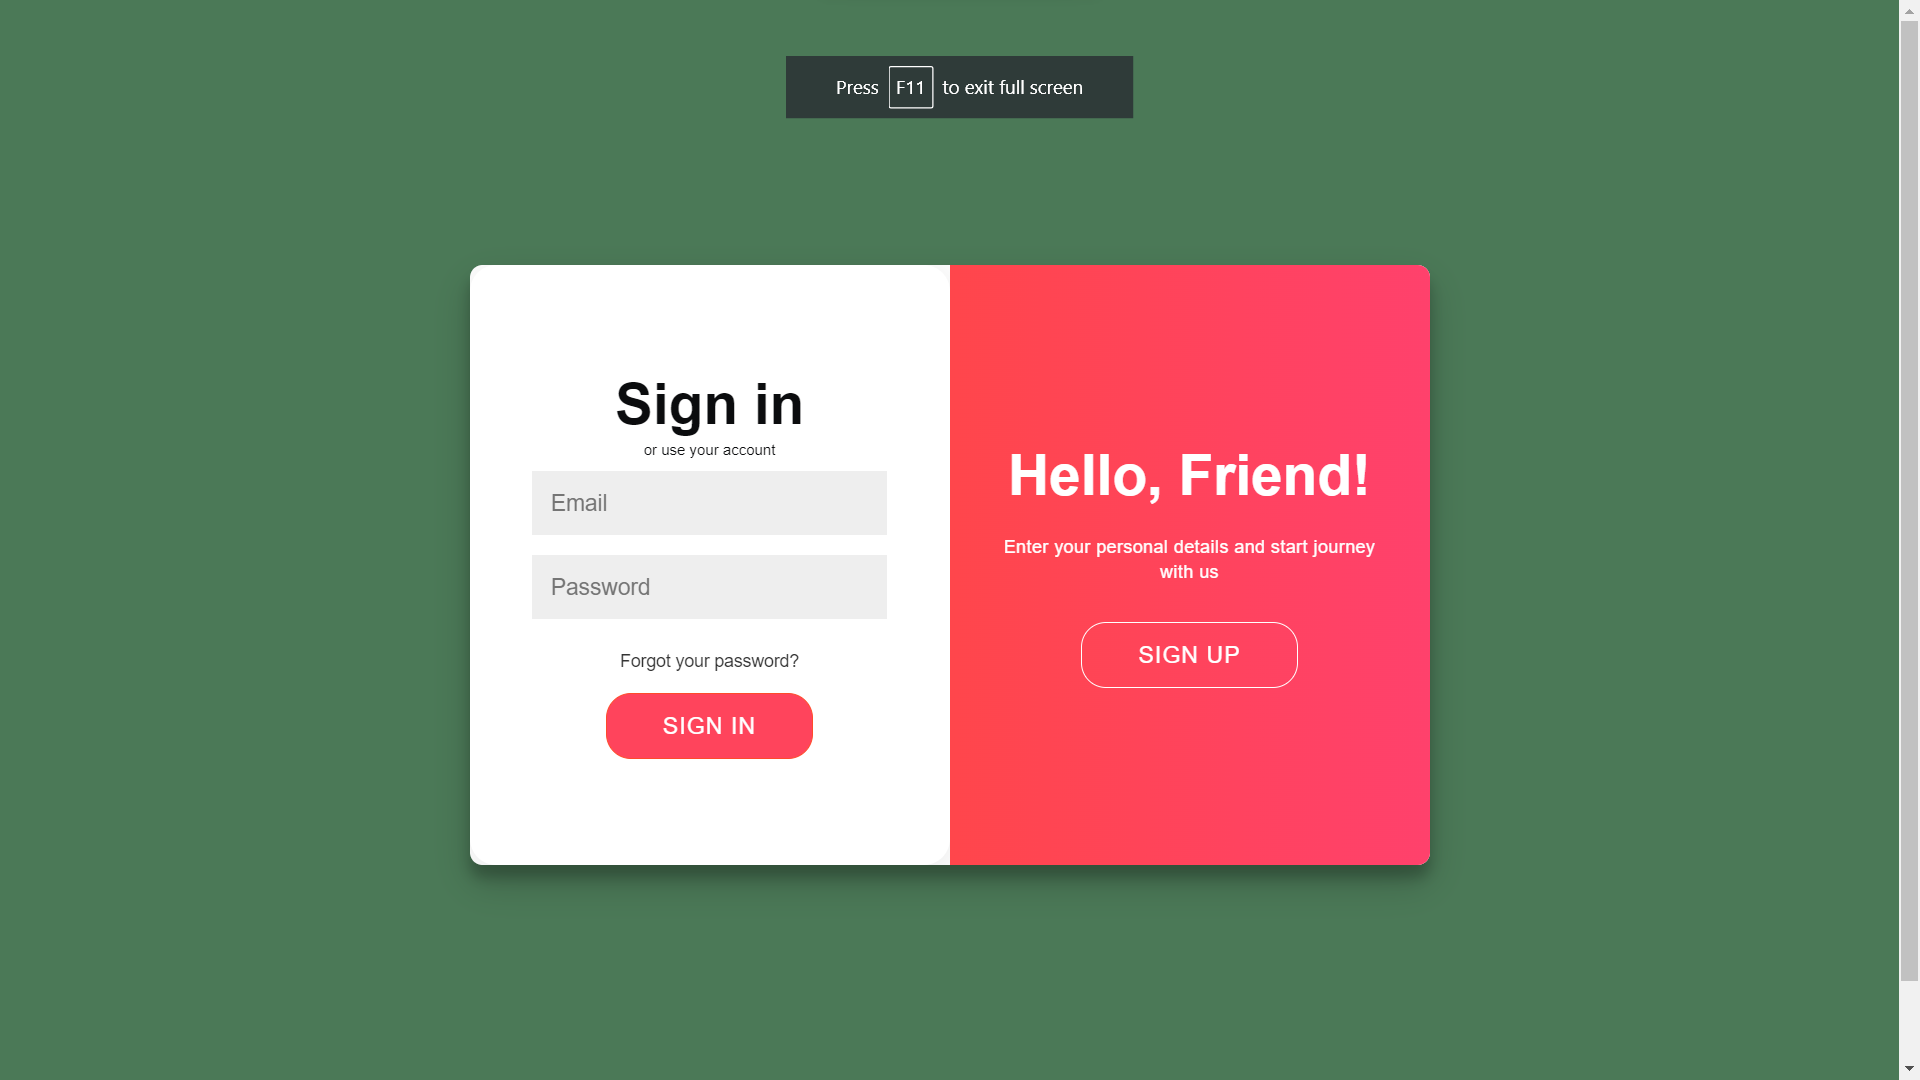 Press F11 to exit full screen
Sign in
or use your account
Email
Password
Forgot your password?
SIGN IN
Hello, Friend!
Enter your personal details and start journey
with us
SIGN UP